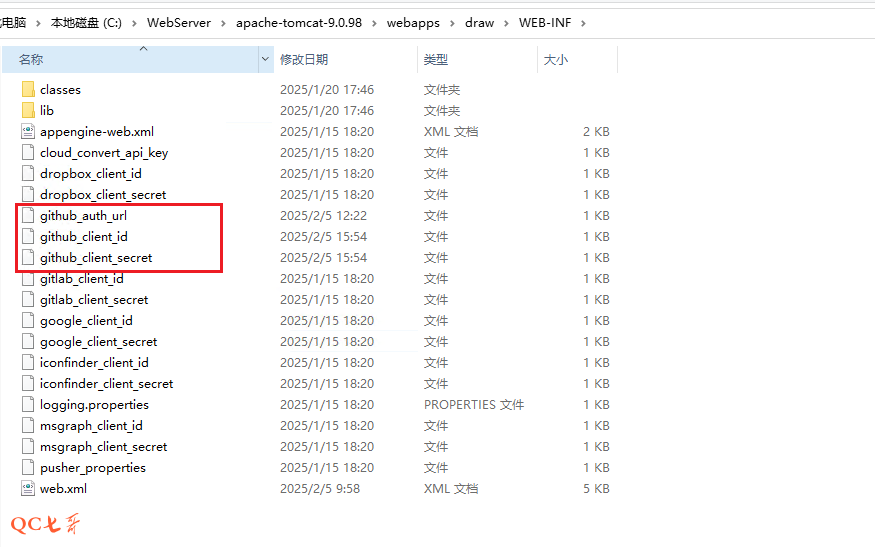 电脑 > 本地磁盘 (C:) > WebServer > apache-tomcat-9.0.98 > webapps > draw > WEB-INF >
名称 修改日期 类型 大小
classes 2025/1/20 17:46 文件夹
lib 2025/1/20 17:46 文件夹
appengine-web.xml 2025/1/15 18:20 XML 文档 2 KB
cloud_convert_api_key 2025/1/15 18:20 文件 1 KB
dropbox_client_id 2025/1/15 18:20 文件 1 KB
dropbox_client_secret 2025/1/15 18:20 文件 1 KB
github_auth_url 2025/2/5 12:22 文件 1 KB
github_client_id 2025/2/5 15:54 文件 1 KB
github_client_secret 2025/2/5 15:54 文件 1 KB
gitlab_client_id 2025/1/15 18:20 文件 1 KB
gitlab_client_secret 2025/1/15 18:20 文件 1 KB
google_client_id 2025/1/15 18:20 文件 1 KB
google_client_secret 2025/1/15 18:20 文件 1 KB
iconfinder_client_id 2025/1/15 18:20 文件 1 KB
iconfinder_client_secret 2025/1/15 18:20 文件 1 KB
logging.properties 2025/1/15 18:20 PROPERTIES 文件 1 KB
msgraph_client_id 2025/1/15 18:20 文件 1 KB
msgraph_client_secret 2025/1/15 18:20 文件 1 KB
pusher_properties 2025/1/15 18:20 文件 1 KB
web.xml 2025/2/5 9:58 XML 文档 5 KB
QC七哥